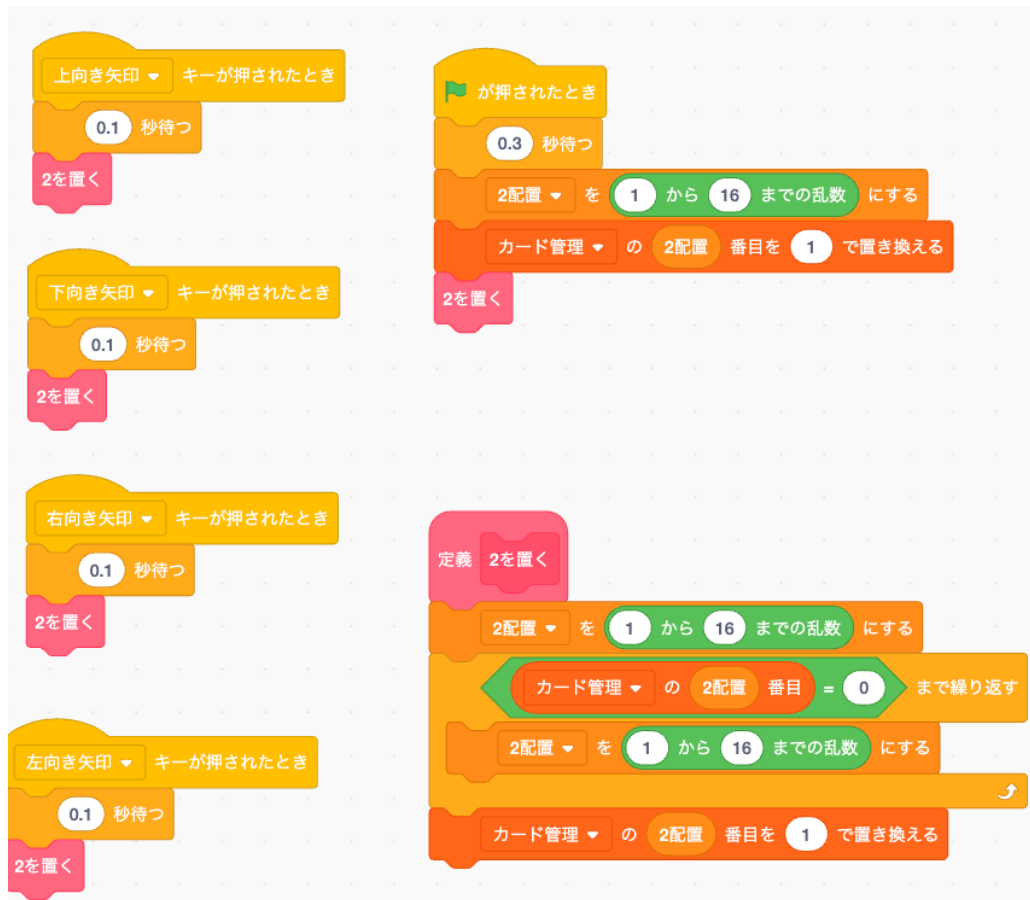 上向き矢印 キーが押されたとき
0.1 秒待つ
2を置く
下向き矢印 キーが押されたとき
0.1 秒待つ
2を置く
右向き矢印 キーが押されたとき
0.1 秒待つ
2を置く
左向き矢印 キーが押されたとき
0.1 秒待つ
2を置く
が押されたとき
0.3 秒待つ
2配置 を 1 から 16 までの乱数 にする
カード管理 の 2配置 番目を 1 で置き換える
2を置く
定義 2を置く
2配置 を 1 から 16 までの乱数 にする
カード管理 の 2配置 番目 = 0 まで繰り返す
2配置 を 1 から 16 までの乱数 にする
カード管理 の 2配置 番目を 1 で置き換える